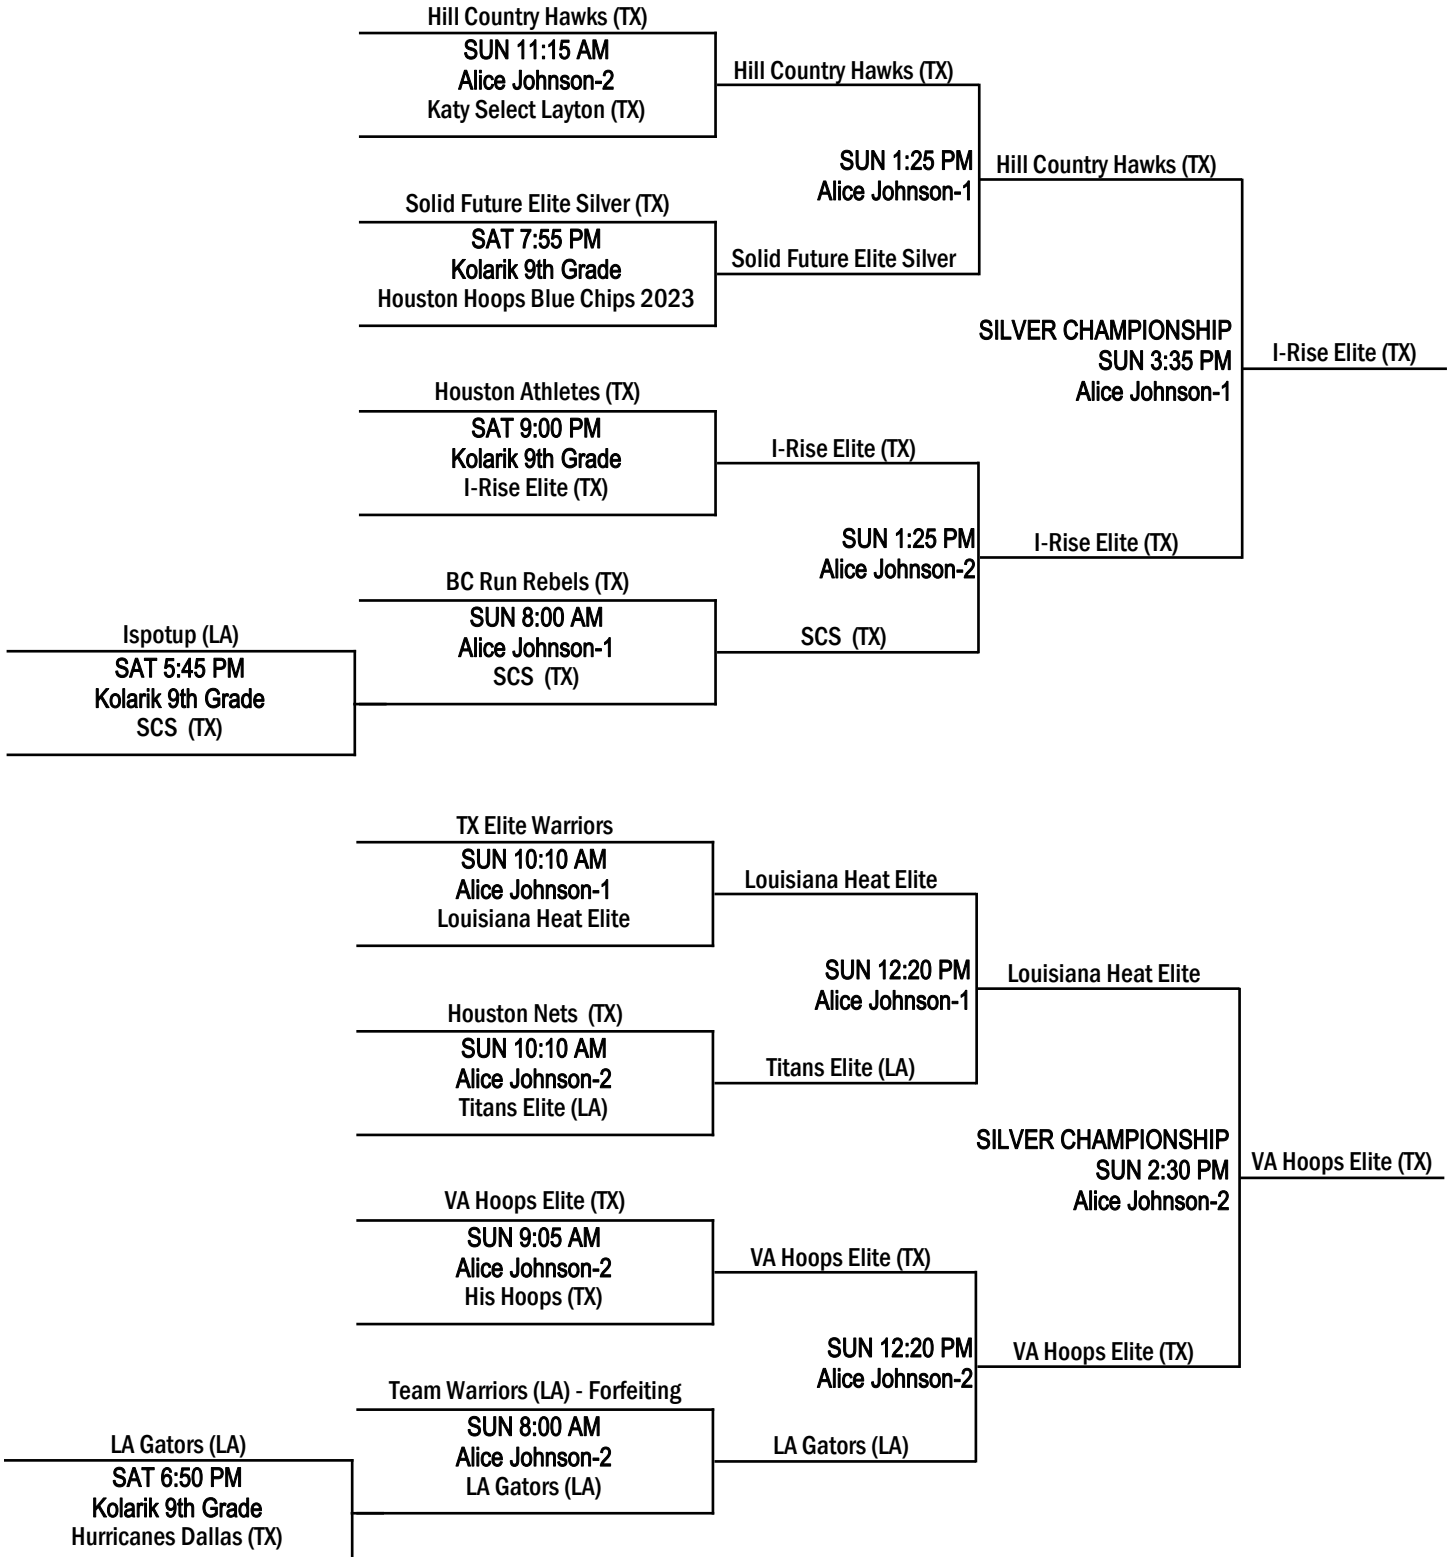 Hill Country Hawks (TX)
SUN 11:15 AM
Alice Johnson-2
Katy Select Layton (TX)
Hill Country Hawks (TX)
SUN 1:25 PM
Alice Johnson-1
Hill Country Hawks (TX)
Solid Future Elite Silver (TX)
SAT 7:55 PM
Kolarik 9th Grade
Houston Hoops Blue Chips 2023
Solid Future Elite Silver
SILVER CHAMPIONSHIP
SUN 3:35 PM
Alice Johnson-1
I-Rise Elite (TX)
Houston Athletes (TX)
SAT 9:00 PM
Kolarik 9th Grade
I-Rise Elite (TX)
I-Rise Elite (TX)
SUN 1:25 PM
Alice Johnson-2
I-Rise Elite (TX)
BC Run Rebels (TX)
SUN 8:00 AM
Alice Johnson-1
SCS (TX)
SCS (TX)
Ispotup (LA)
SAT 5:45 PM
Kolarik 9th Grade
SCS (TX)
TX Elite Warriors
SUN 10:10 AM
Alice Johnson-1
Louisiana Heat Elite
Louisiana Heat Elite
SUN 12:20 PM
Alice Johnson-1
Louisiana Heat Elite
Houston Nets (TX)
SUN 10:10 AM
Alice Johnson-2
Titans Elite (LA)
Titans Elite (LA)
SILVER CHAMPIONSHIP
SUN 2:30 PM
Alice Johnson-2
VA Hoops Elite (TX)
VA Hoops Elite (TX)
SUN 9:05 AM
Alice Johnson-2
His Hoops (TX)
VA Hoops Elite (TX)
SUN 12:20 PM
Alice Johnson-2
VA Hoops Elite (TX)
Team Warriors (LA) - Forfeiting
SUN 8:00 AM
Alice Johnson-2
LA Gators (LA)
LA Gators (LA)
LA Gators (LA)
SAT 6:50 PM
Kolarik 9th Grade
Hurricanes Dallas (TX)